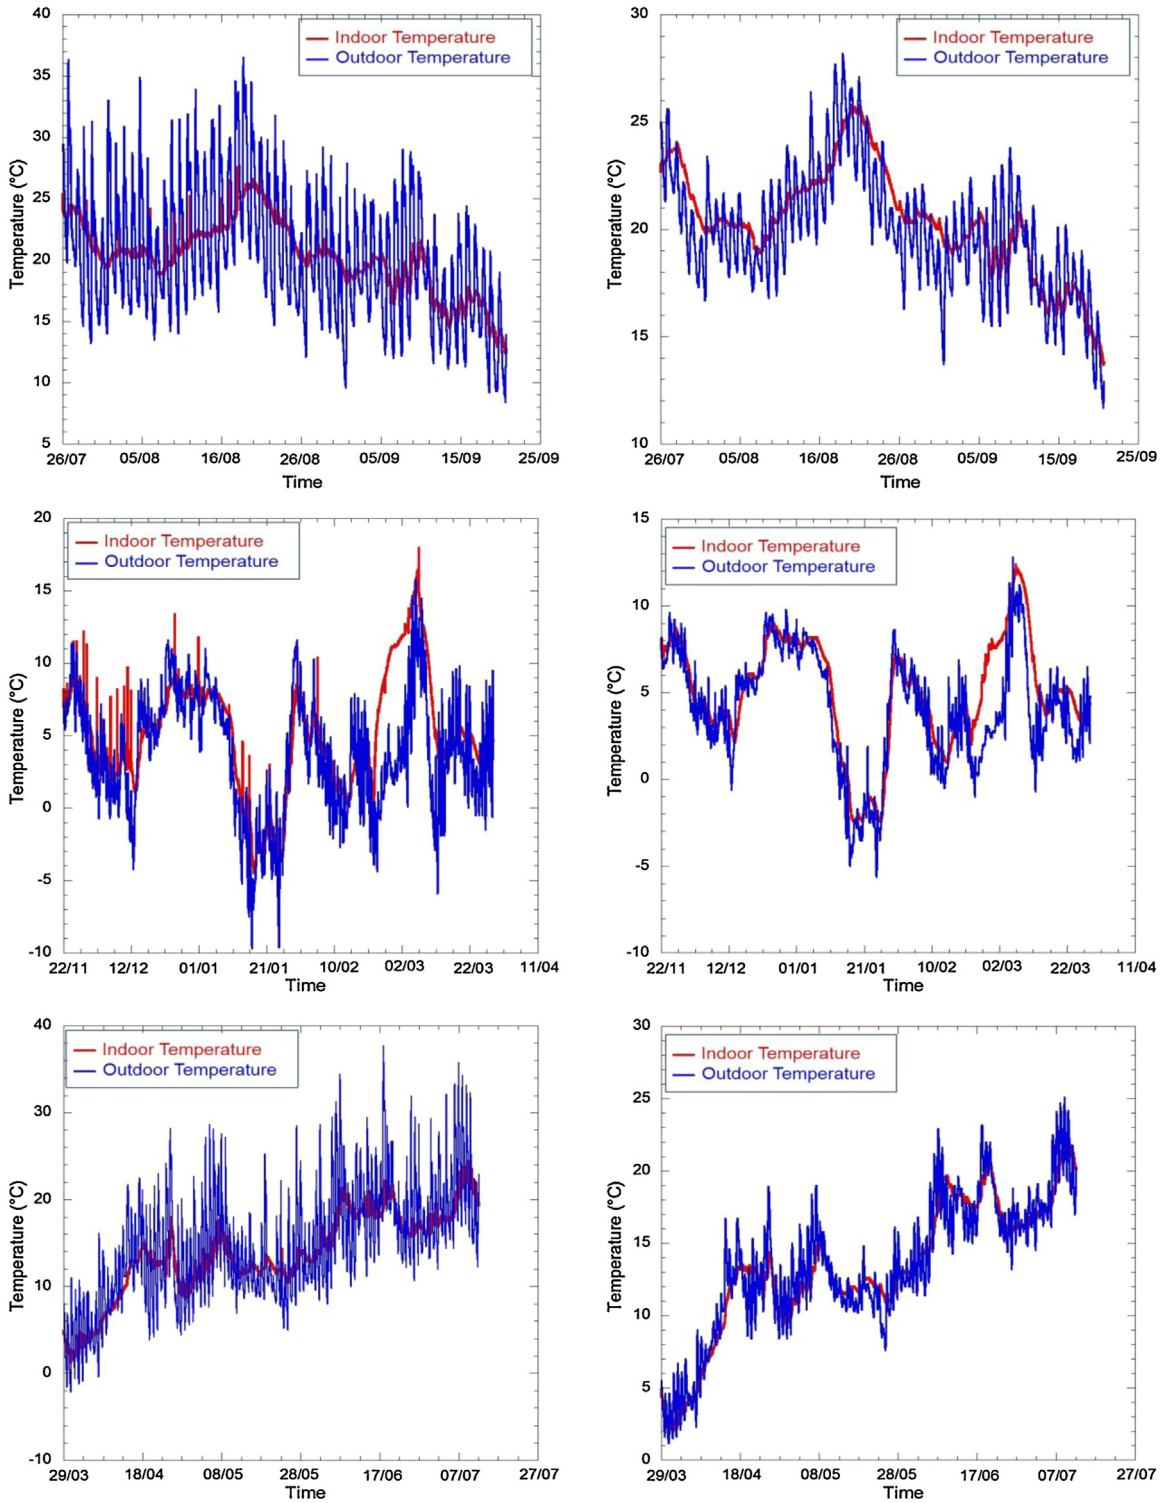 40
35
30
25
20
15
10
5
Temperature (°C)
Indoor Temperature
Outdoor Temperature
26/07 05/08 16/08 26/08 05/09 15/09 25/09
Time
30
25
20
15
10
Temperature (°C)
Indoor Temperature
Outdoor Temperature
26/07 05/08 16/08 26/08 05/09 15/09 25/09
Time
20
15
10
5
0
-5
-10
Temperature (°C)
Indoor Temperature
Outdoor Temperature
22/11 12/12 01/01 21/01 10/02 02/03 22/03 11/04
Time
15
10
5
0
-5
-10
Temperature (°C)
Indoor Temperature
Outdoor Temperature
22/11 12/12 01/01 21/01 10/02 02/03 22/03 11/04
Time
40
30
20
10
0
-10
Temperature (°C)
Indoor Temperature
Outdoor Temperature
29/03 18/04 08/05 28/05 17/06 07/07 27/07
Time
30
25
20
15
10
5
0
Temperature (°C)
Indoor Temperature
Outdoor Temperature
29/03 18/04 08/05 28/05 17/06 07/07 27/07
Time